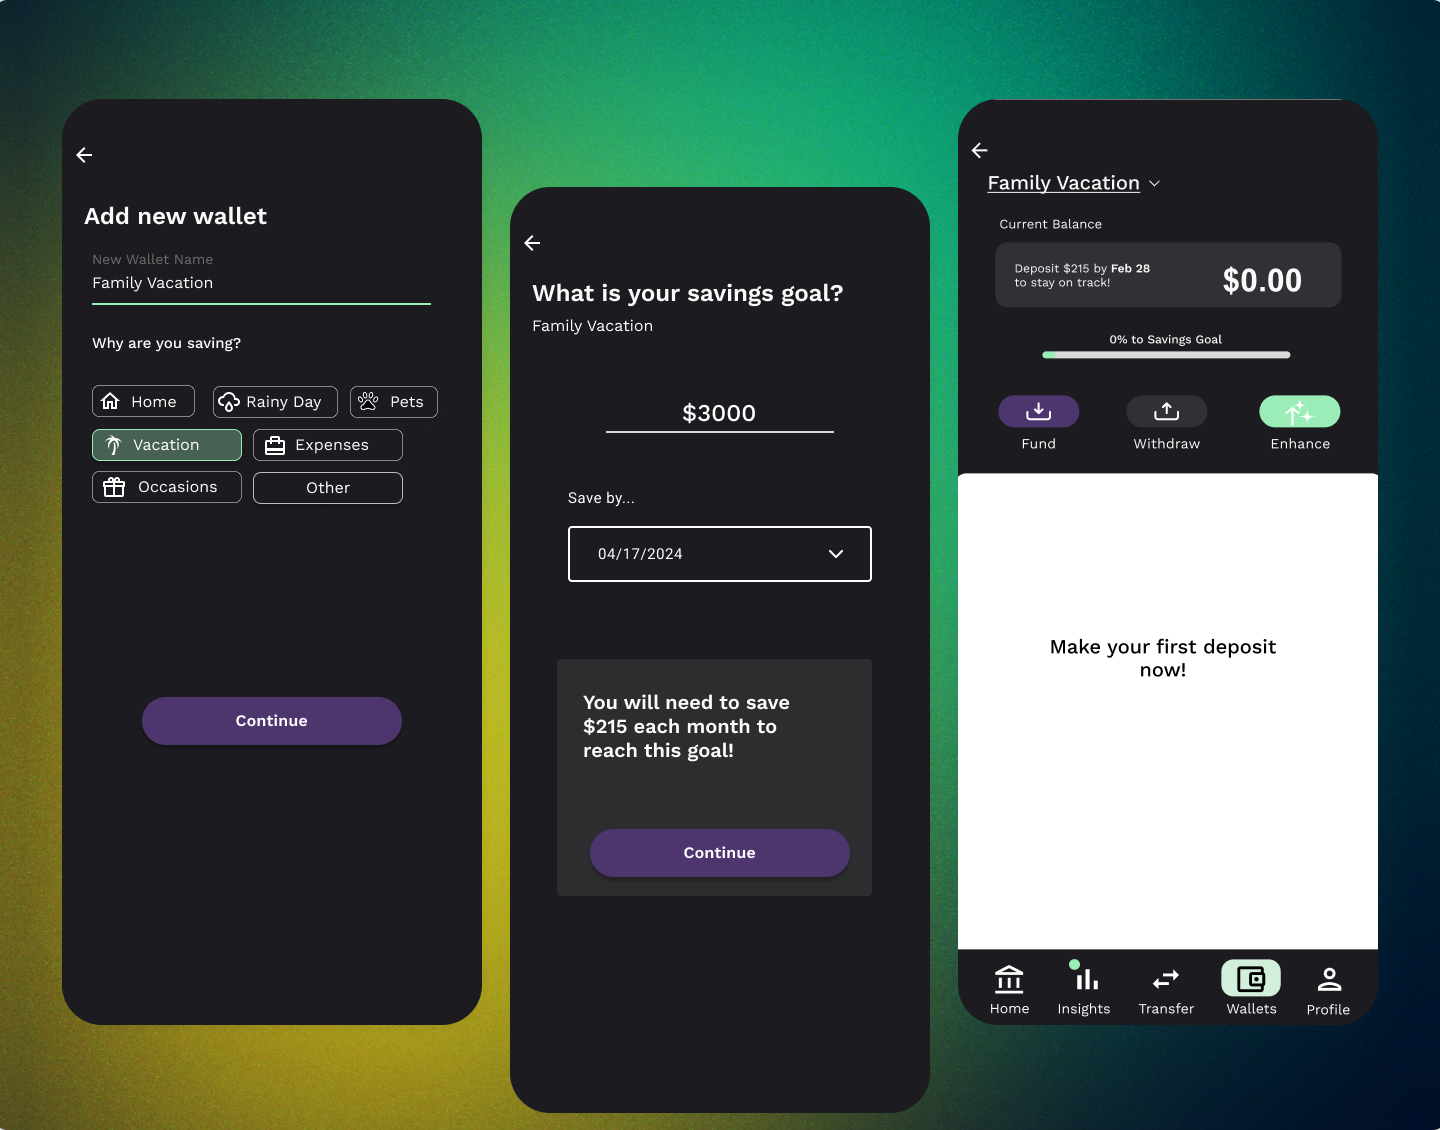 Add new wallet
New Wallet Name
Family Vacation
Why are you saving?
Home
Rainy Day
Pets
Vacation
Expenses
Occasions
Other
Continue
What is your savings goal?
Family Vacation
$3000
Save by...
04/17/2024
You will need to save
$215 each month to
reach this goal!
Continue
Family Vacation
Current Balance
Deposit $215 by Feb 28
to stay on track!
$0.00
0% to Savings Goal
Fund
Withdraw
Enhance
Make your first deposit
now!
Home
Insights
Transfer
Wallets
Profile